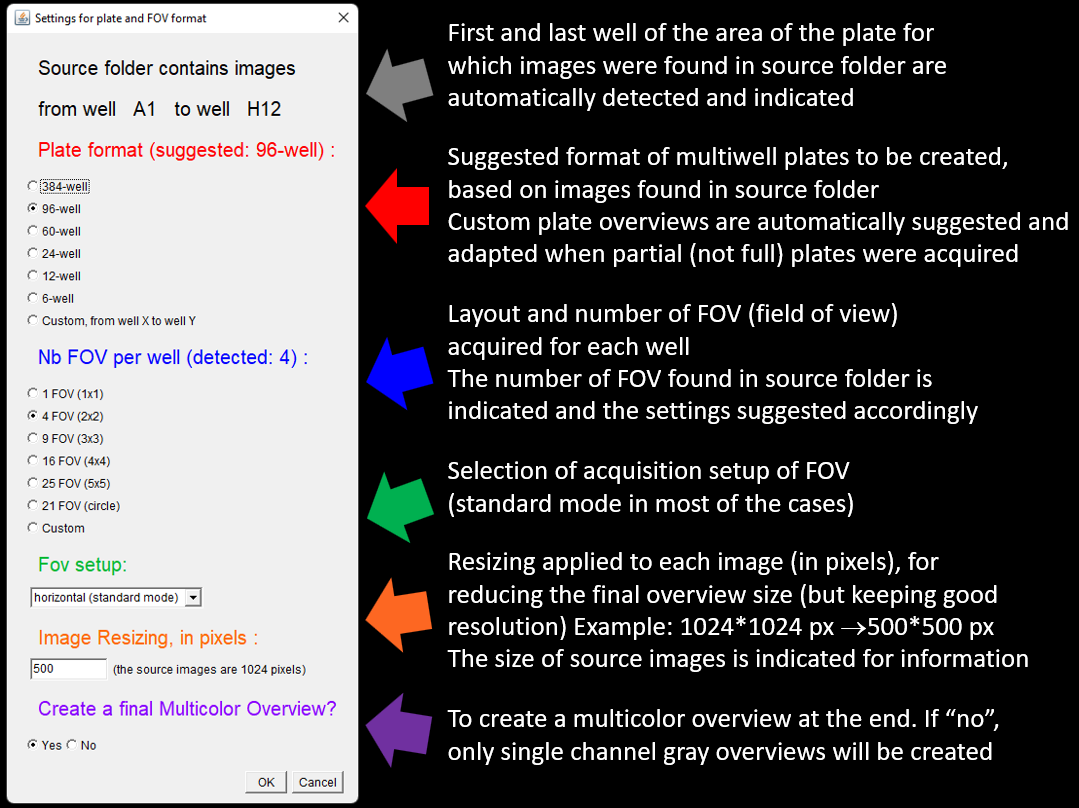 Settings for plate and FOV format
Source folder contains images
from well A1 to well H12
Plate format (suggested: 96-well) :
384-well
96-well
60-well
24-well
12-well
6-well
Custom, from well X to well Y
Nb FOV per well (detected: 4) :
1 FOV (1x1)
4 FOV (2x2)
9 FOV (3x3)
16 FOV (4x4)
25 FOV (5x5)
21 FOV (circle)
Custom
Fov setup:
horizontal (standard mode)
Image Resizing, in pixels :
500 (the source images are 1024 pixels)
Create a final Multicolor Overview?
Yes No
OK Cancel
First and last well of the area of the plate for
which images were found in source folder are
automatically detected and indicated
Suggested format of multiwell plates to be created,
based on images found in source folder
Custom plate overviews are automatically suggested and
adapted when partial (not full) plates were acquired
Layout and number of FOV (field of view)
acquired for each well
The number of FOV found in source folder is
indicated and the settings suggested accordingly
Selection of acquisition setup of FOV
(standard mode in most of the cases)
Resizing applied to each image (in pixels), for
reducing the final overview size (but keeping good
resolution) Example: 1024*1024 px →500*500 px
The size of source images is indicated for information
To create a multicolor overview at the end. If “no”,
only single channel gray overviews will be created